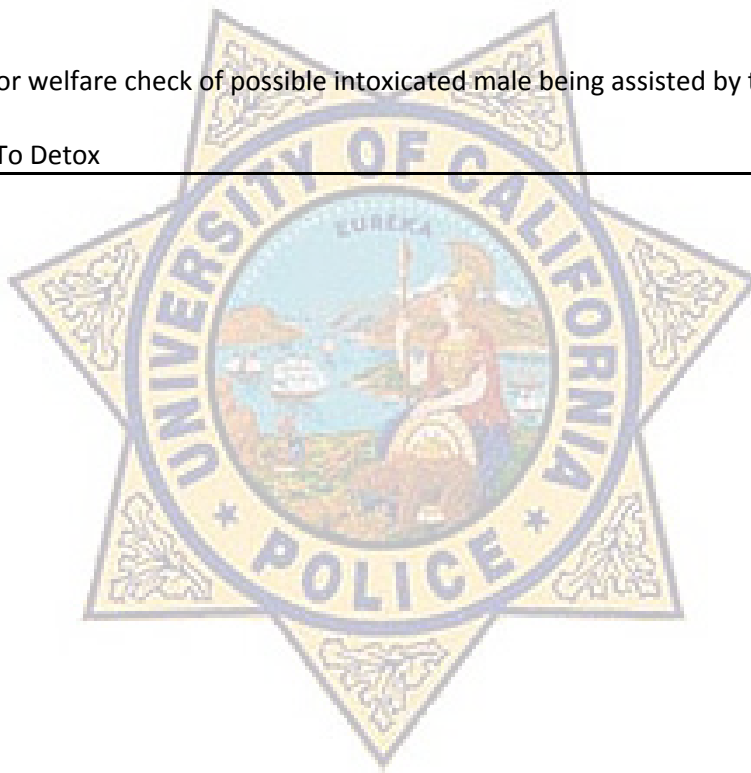 or welfare check of possible intoxicated male being assisted by
To Detox
EUREKA
UNIVERSITY OF CALIFORNIA
* POLICE *